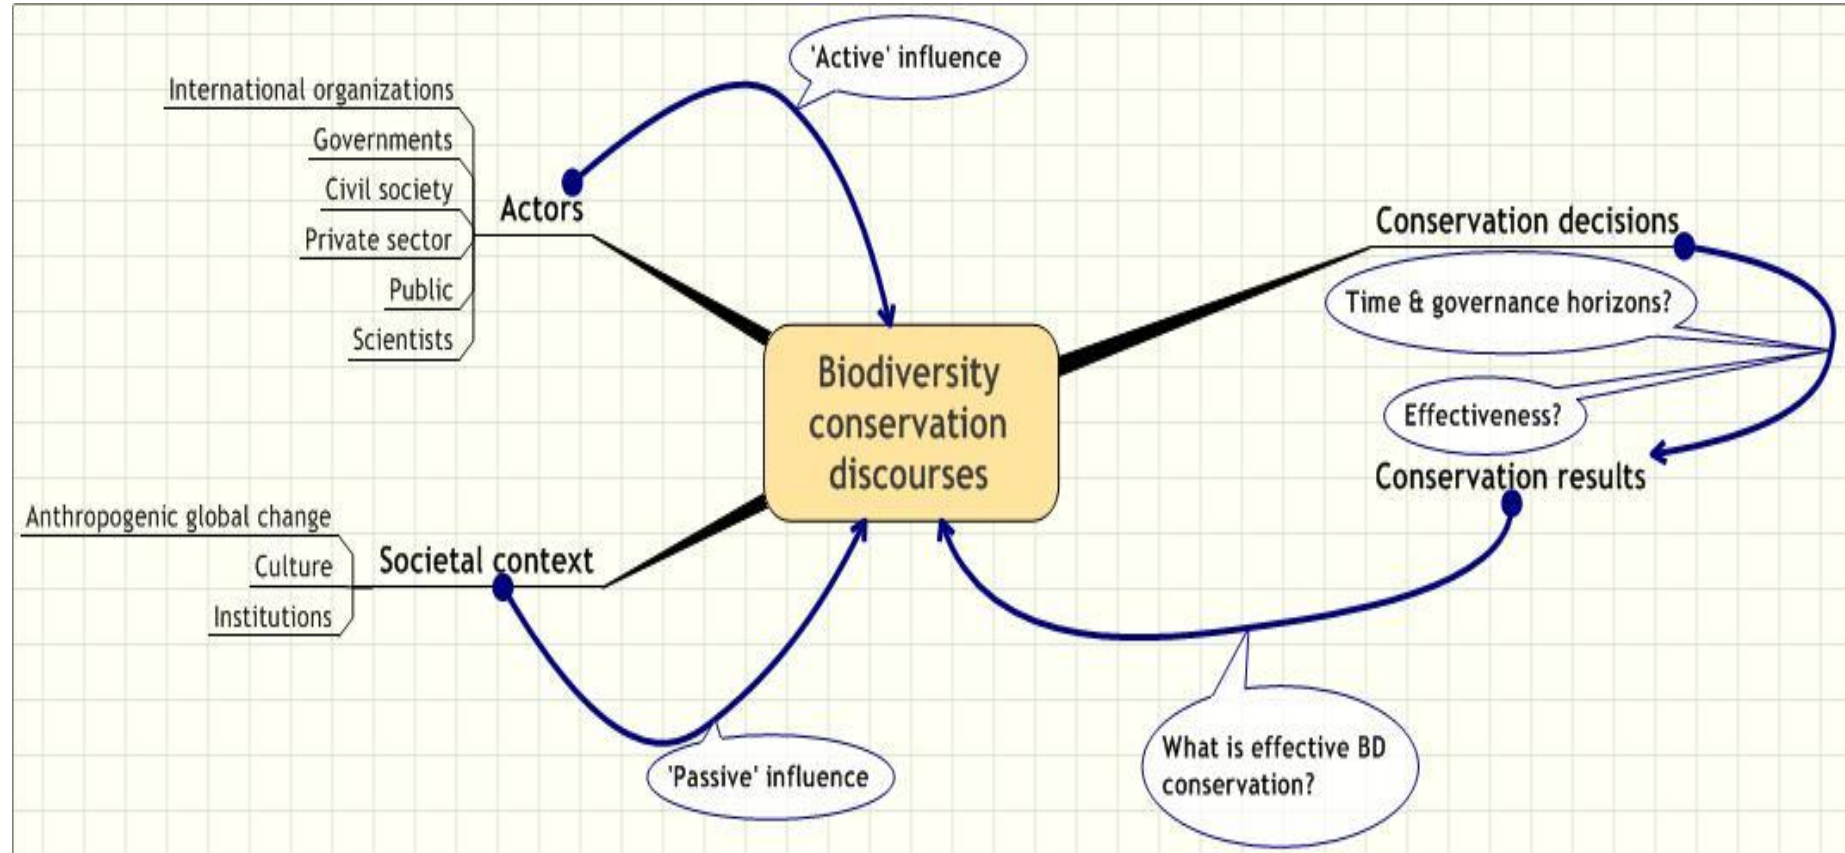 'Active' influence
International organizations
Governments
Civil society
Private sector
Public
Scientists
Actors
Conservation decisions
Time & governance horizons?
Effectiveness?
Conservation results
Biodiversity
conservation
discourses
Anthropogenic global change
Culture
Institutions
Societal context
'Passive' influence
What is effective BD
conservation?